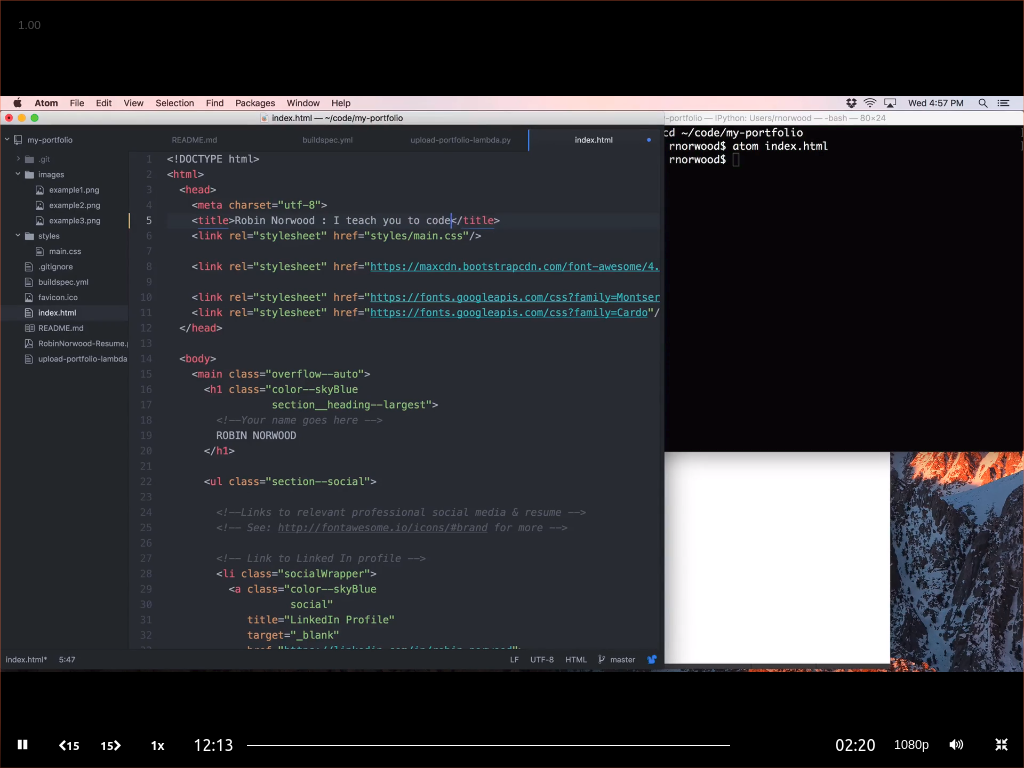 1.00
Atom File Edit View Selection Find Packages Window Help Wed 4:57 PM
index.html — ~/code/my-portfolio
-portfolio — IPython: Users/rnorwood — -bash — 80×24
my-portfolio
.git
images
example1.png
example2.png
example3.png
styles
main.css
.gitignore
buildspec.yml
favicon.ico
index.html
README.md
RobinNorwood-Resume.p
upload-portfolio-lambda
README.md buildspec.yml upload-portfolio-lambda.py index.html
1 <!DOCTYPE html>
2 <html>
3 <head>
4 <meta charset="utf-8">
5 <title>Robin Norwood : I teach you to code</title>
6 <link rel="stylesheet" href="styles/main.css"/>
7
8 <link rel="stylesheet" href="https://maxcdn.bootstrapcdn.com/font-awesome/4.
9
10 <link rel="stylesheet" href="https://fonts.googleapis.com/css?family=Montser
11 <link rel="stylesheet" href="https://fonts.googleapis.com/css?family=Cardo"/
12 </head>
13
14 <body>
15 <main class="overflow--auto">
16 <h1 class="color--skyBlue
17 section__heading--largest">
18 <!--Your name goes here -->
19 ROBIN NORWOOD
20 </h1>
21
22 <ul class="section--social">
23
24 <!--Links to relevant professional social media & resume -->
25 <!-- See: http://fontawesome.io/icons/#brand for more -->
26
27 <!-- Link to Linked In profile -->
28 <li class="socialWrapper">
29 <a class="color--skyBlue
30 social"
31 title="LinkedIn Profile"
32 target="_blank"
index.html* 5:47 LF UTF-8 HTML master
cd ~/code/my-portfolio
rnorwood$ atom index.html
rnorwood$
15 15 1x 12:13 02:20 1080p